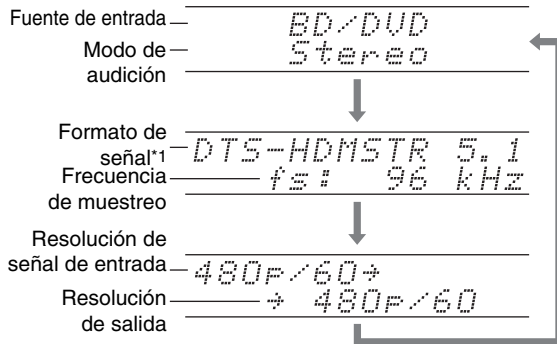 Fuente de entrada
BD/DVD
Modo de
audición
Stereo
Formato de
señal*1
DTS-HDMSTR 5.1
Frecuencia
de muestreo
fs: 96 kHz
Resolución de
señal de entrada
480p/60→
Resolución
de salida
→ 480p/60